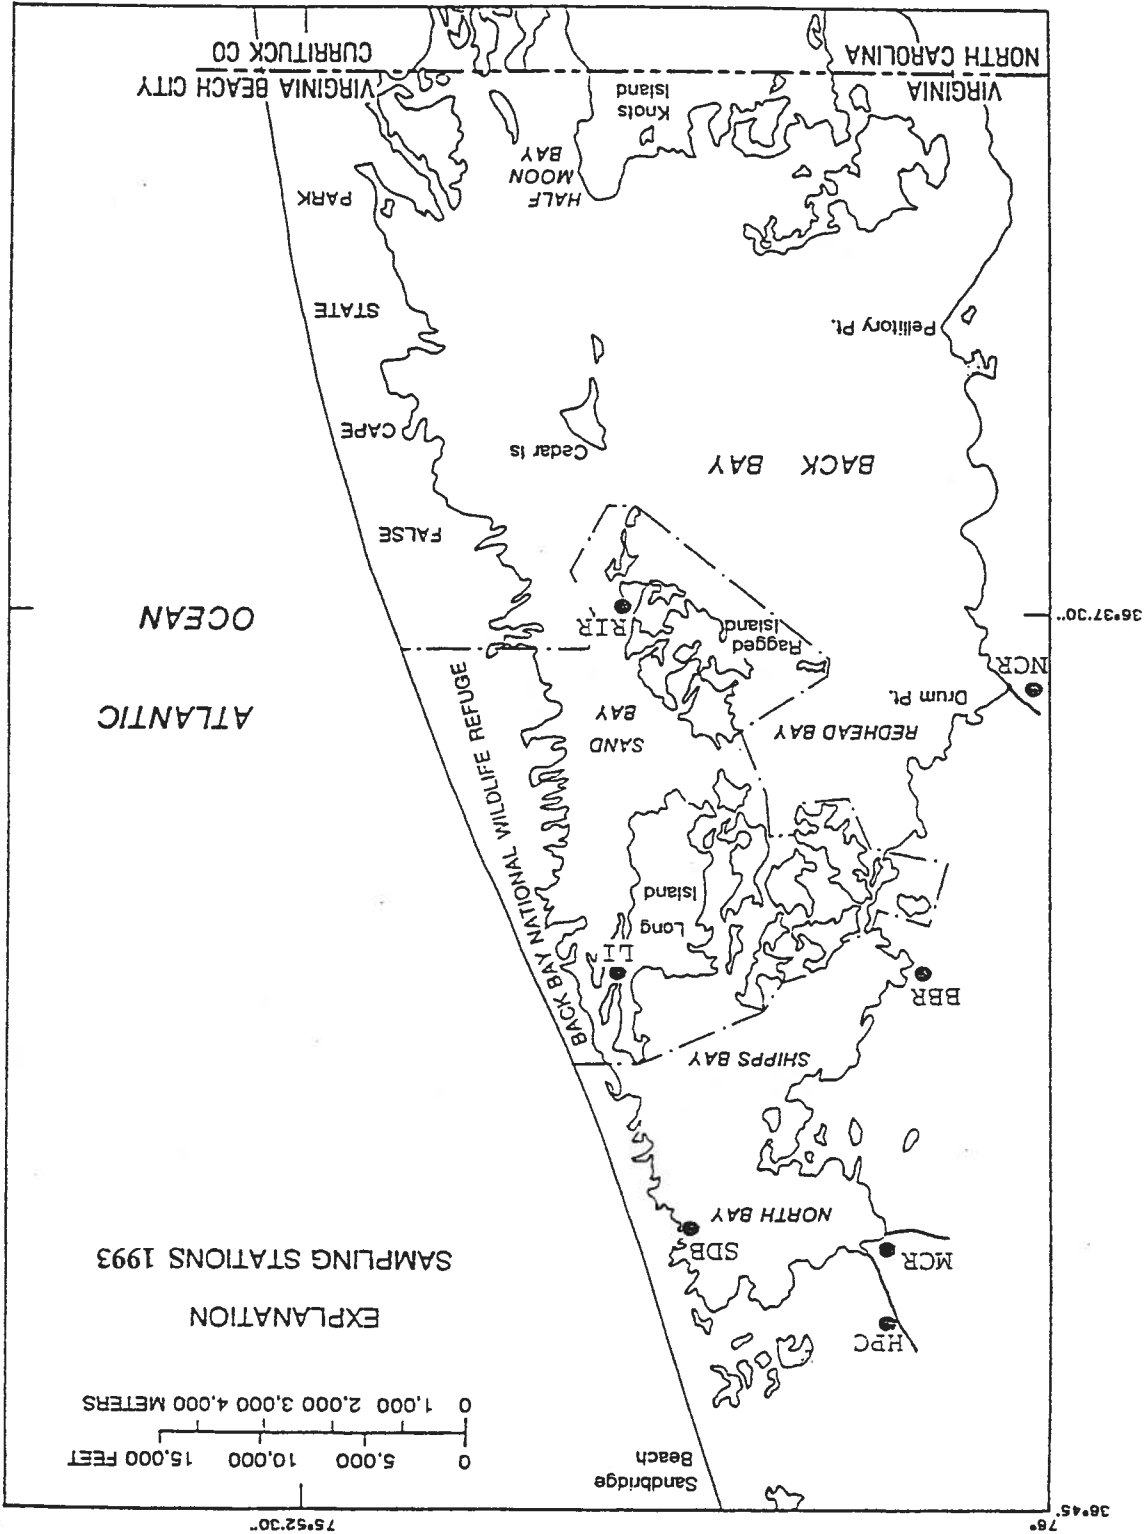 36°45'
76°
75°52'30"
Sandbridge
Beach
0 5,000 10,000 15,000 FEET
0 1,000 2,000 3,000 4,000 METERS
EXPLANATION
SAMPLING STATIONS 1993
HPC
MCR
SDB
NORTH BAY
SHIPPS BAY
BBR
LI
Long
Island
BACK BAY NATIONAL WILDLIFE REFUGE
REDHEAD BAY
Drum Pt.
NCR
SAND
BAY
Ragged
Island
RIR
36°37'30"
ATLANTIC
OCEAN
FALSE
CAPE
STATE
PARK
BACK BAY
Cedar Is
Pellitory Pt.
HALF
MOON
BAY
Knots
Island
VIRGINIA
NORTH CAROLINA
VIRGINIA BEACH CITY
CURRITUCK CO